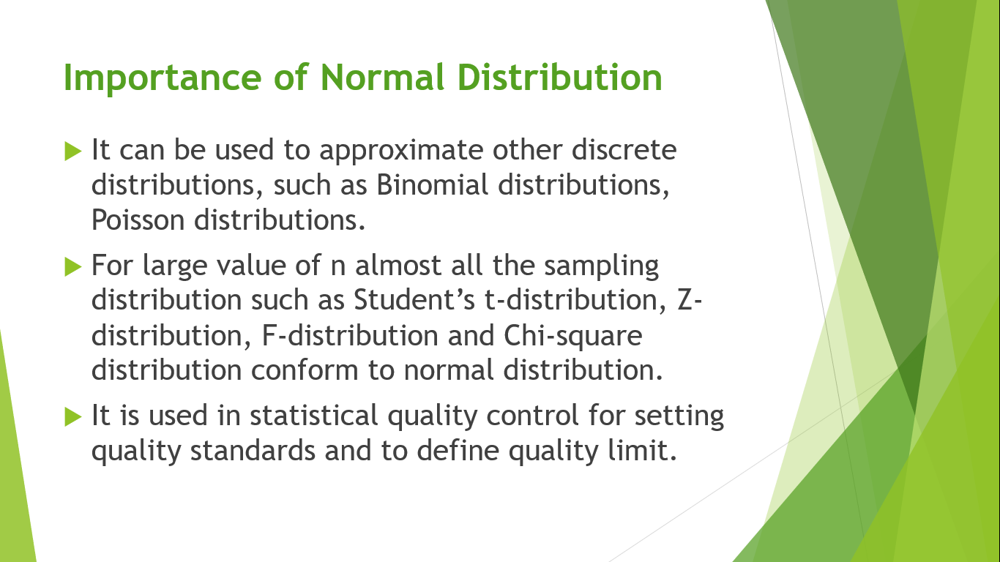 Importance of Normal Distribution
It can be used to approximate other discrete
distributions, such as Binomial distributions,
Poisson distributions.
For large value of n almost all the sampling
distribution such as Student’s t-distribution, Z-
distribution, F-distribution and Chi-square
distribution conform to normal distribution.
It is used in statistical quality control for setting
quality standards and to define quality limit.